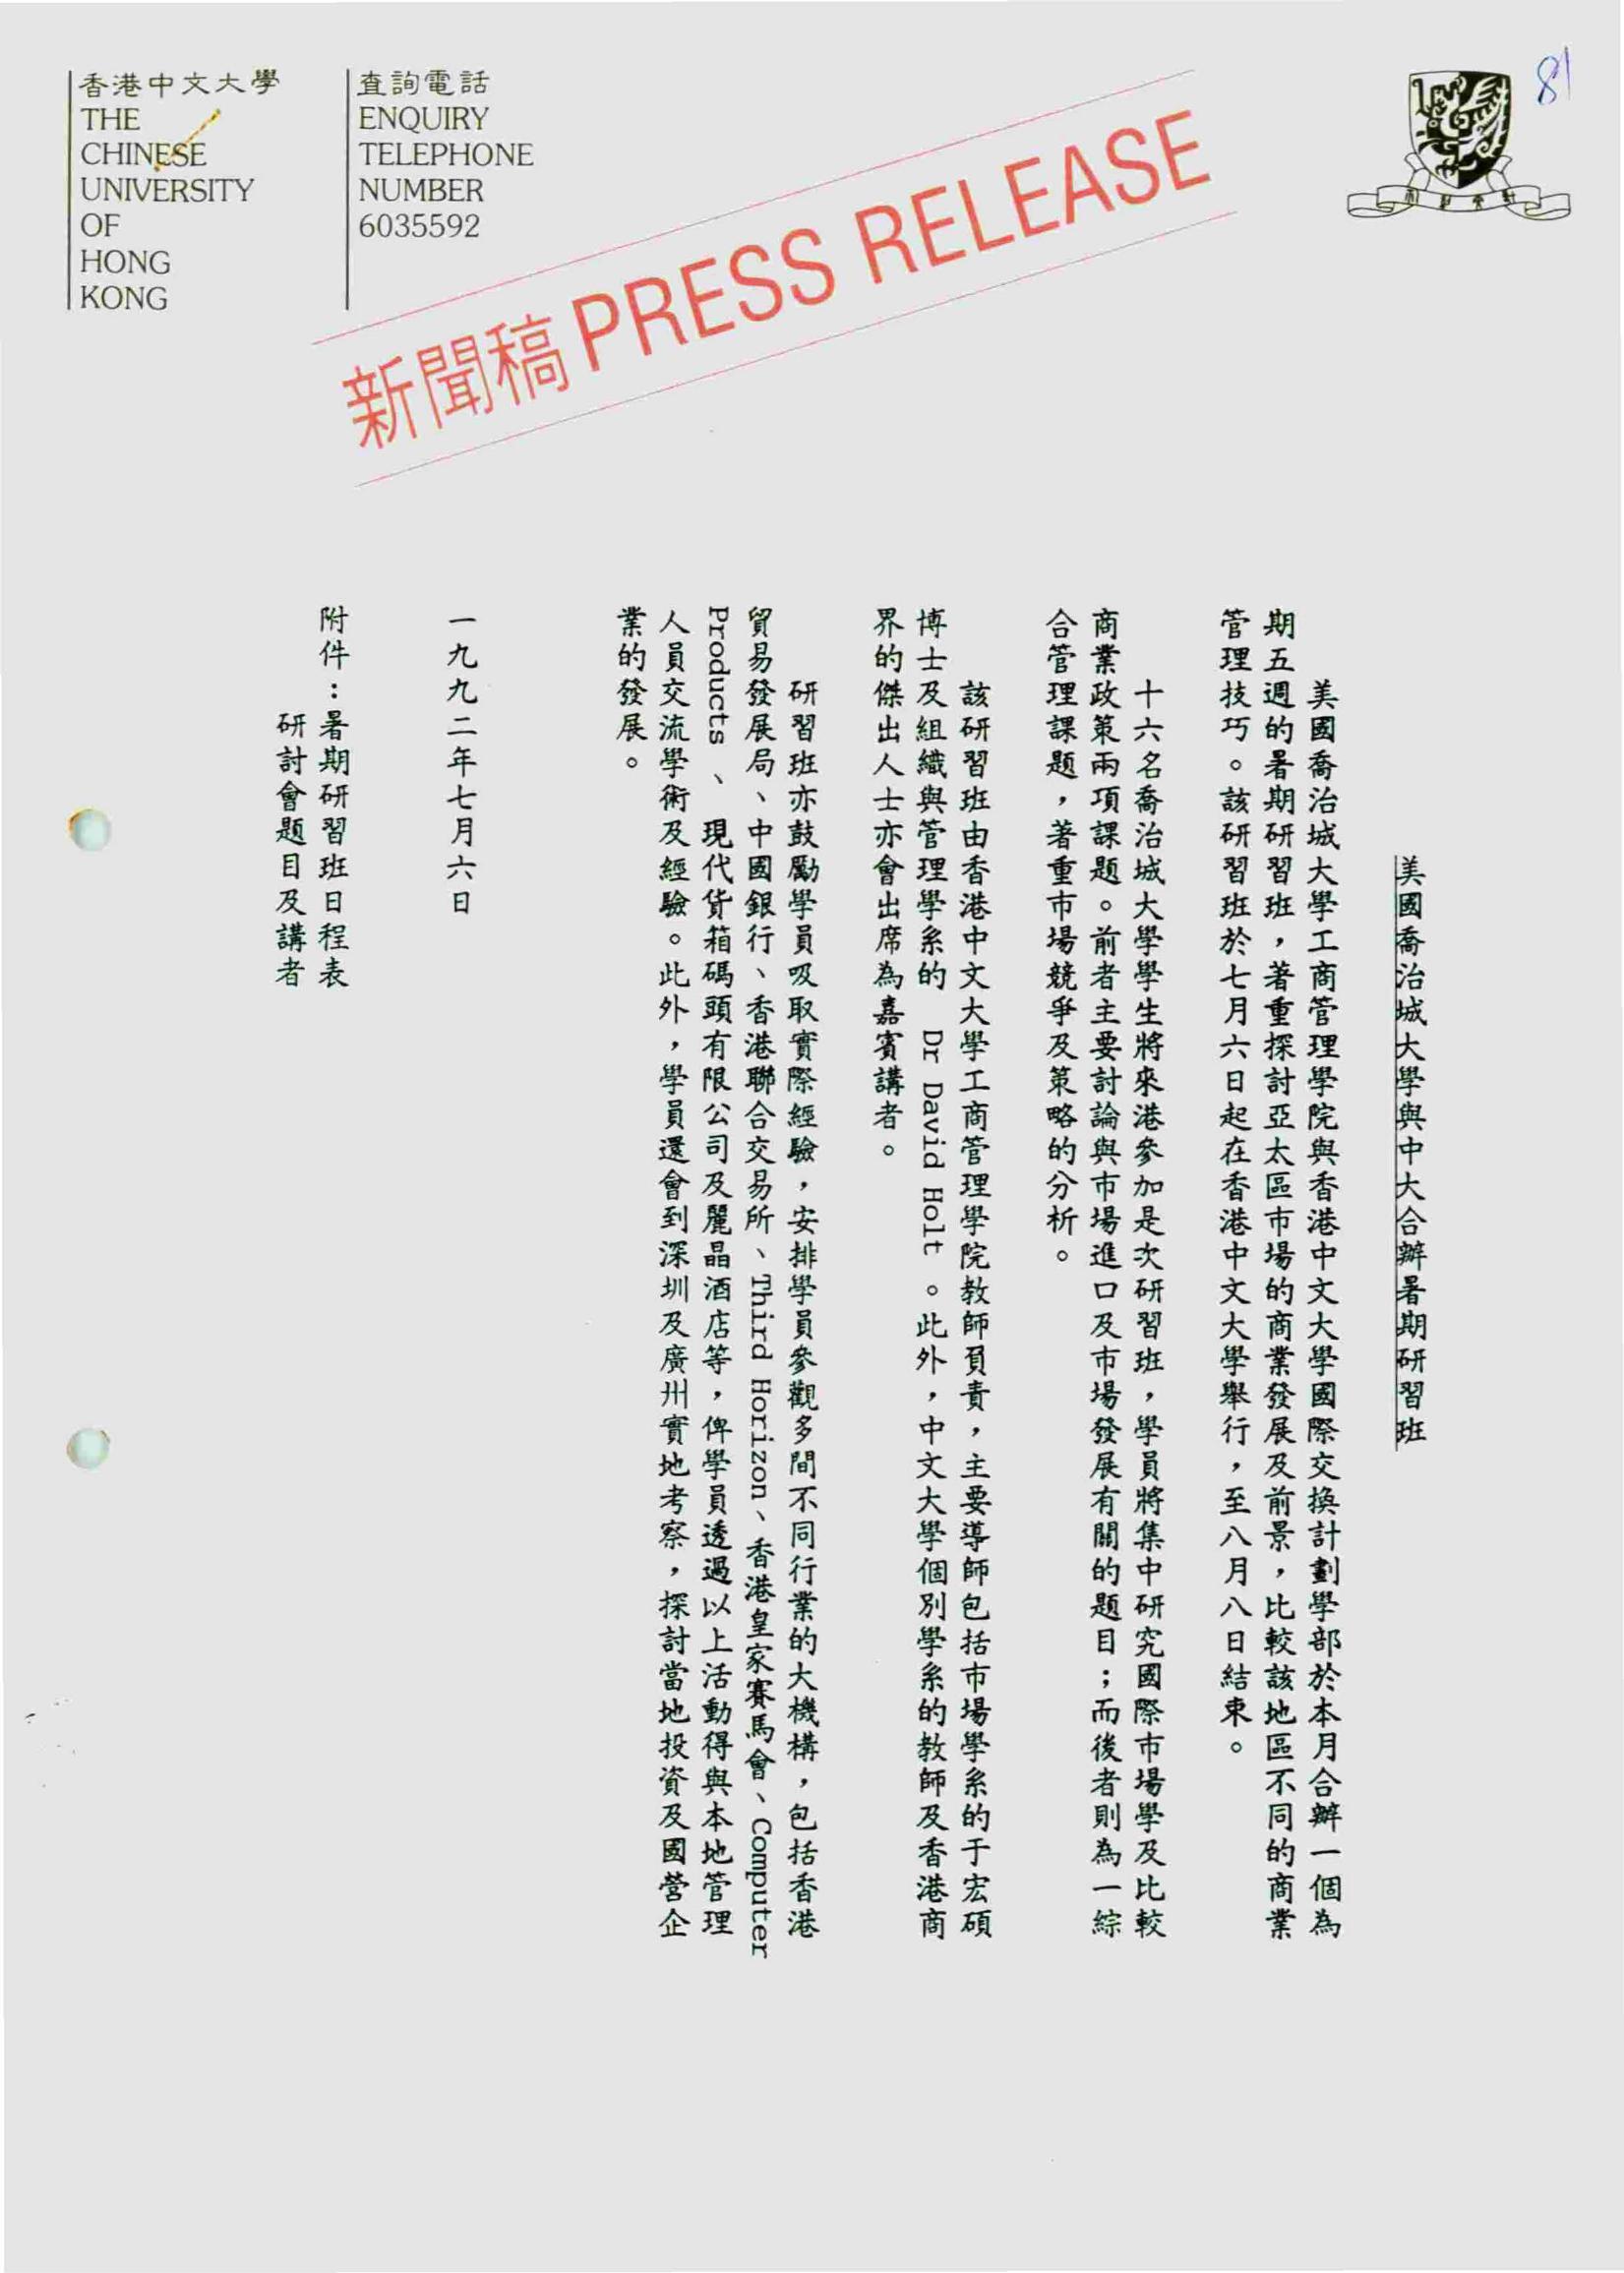 香港中文大學
THE
CHINESE
UNIVERSITY
OF
HONG
KONG
查詢電話
ENQUIRY
TELEPHONE
NUMBER
6035592
81
新聞稿 PRESS RELEASE
美國喬治城大學與中大合辦暑期研習班
美國喬治城大學工商管理學院與香港中文大學國際交換計劃學部於本月合辦一個為
期五週的暑期研習班，著重探討亞太區市場的商業發展及前景，比較該地區不同的商業
管理技巧。該研習班於七月六日起在香港中文大學舉行，至八月八日結束。
十六名喬治城大學學生將來港參加是次研習班，學員將集中研究國際市場學及比較
商業政策兩項課題。前者主要討論與市場進口及市場發展有關的題目；而後者則為一綜
合管理課題，著重市場競爭及策略的分析。
該研習班由香港中文大學工商管理學院教師負責，主要導師包括市場學系的于宏碩
博士及組織與管理學系的 Dr David Holt 。此外，中文大學個別學系的教師及香港商
界的傑出人士亦會出席為嘉賓講者。
研習班亦鼓勵學員吸取實際經驗，安排學員參觀多間不同行業的大機構，包括香港
貿易發展局、中國銀行、香港聯合交易所、Third Horizon、香港皇家賽馬會、Computer
Products 、現代貨箱碼頭有限公司及麗晶酒店等，俾學員透過以上活動得與本地管理
人員交流學術及經驗。此外，學員還會到深圳及廣州實地考察，探討當地投資及國營企
業的發展。
一九九二年七月六日
附件：暑期研習班日程表
研討會題目及講者